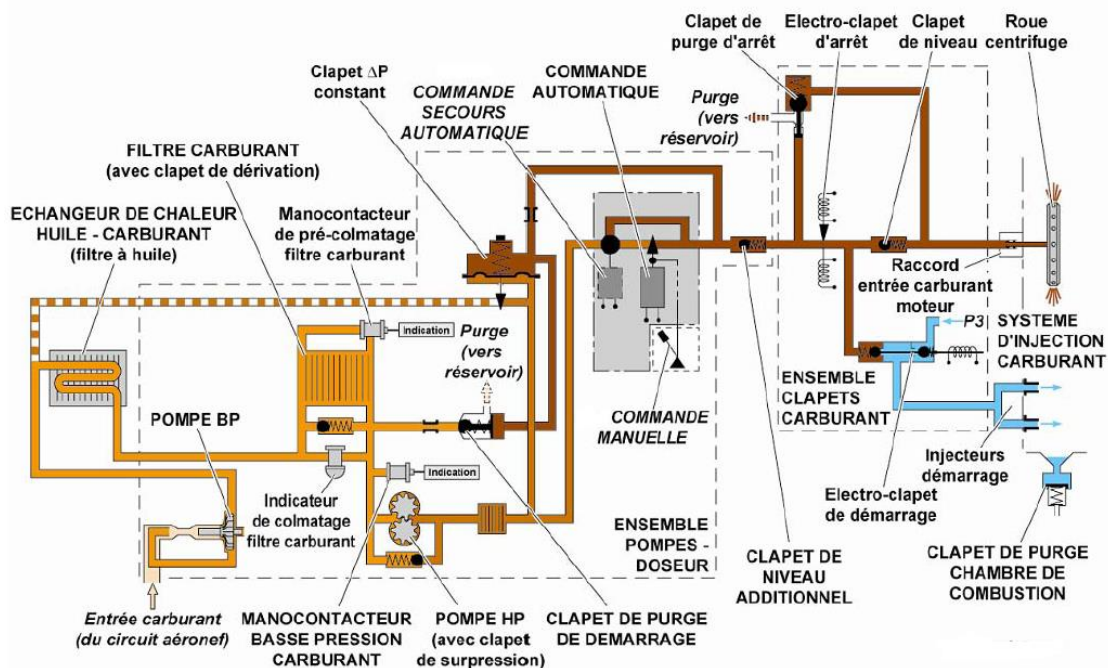 Clapet de
purge d'arrêt
Electro-clapet
d'arrêt
Clapet
de niveau
Roue
centrifuge
Clapet ΔP
constant
COMMANDE
SECOURS
AUTOMATIQUE
COMMANDE
AUTOMATIQUE
Purge
(vers
réservoir)
FILTRE CARBURANT
(avec clapet de dérivation)
ECHANGEUR DE CHALEUR
HUILE - CARBURANT
(filtre à huile)
Manocontacteur
de pré-colmatage
filtre carburant
Indication
Purge
(vers
réservoir)
Raccord
entrée carburant
moteur
P3
SYSTEME
D'INJECTION
CARBURANT
ENSEMBLE
CLAPETS
CARBURANT
POMPE BP
COMMANDE
MANUELLE
Injecteurs
démarrage
Indication
Indicateur
de colmatage
filtre carburant
Electro-clapet
de démarrage
ENSEMBLE
POMPES -
DOSEUR
CLAPET DE
NIVEAU
ADDITIONNEL
CLAPET DE PURGE
CHAMBRE DE
COMBUSTION
Entrée carburant
(du circuit aéronef)
MANOCONTACTEUR
BASSE PRESSION
CARBURANT
POMPE HP
(avec clapet
de surpression)
CLAPET DE PURGE
DE DEMARRAGE